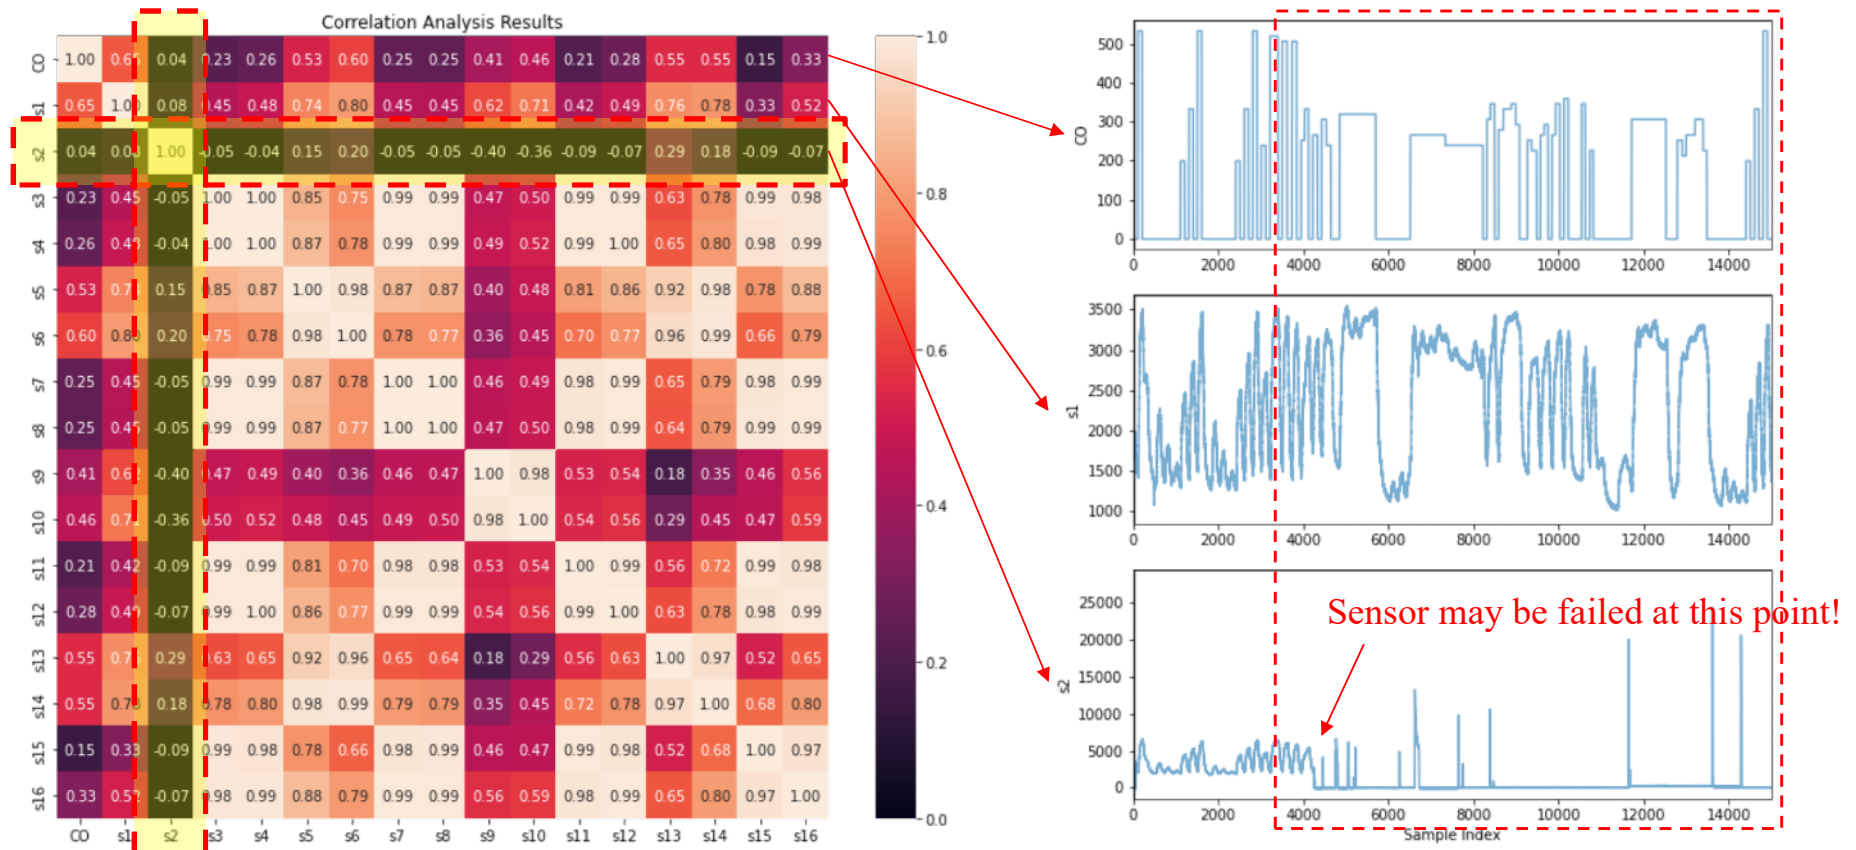 Correlation Analysis Results
CO 1.00 0.65 0.04 0.23 0.26 0.53 0.60 0.25 0.25 0.41 0.46 0.21 0.28 0.55 0.55 0.15 0.33
s1 0.65 1.00 0.08 0.45 0.48 0.74 0.80 0.45 0.45 0.62 0.71 0.42 0.49 0.76 0.78 0.33 0.52
s2 0.04 0.08 1.00 -0.05 -0.04 0.15 0.20 -0.05 -0.05 -0.40 -0.36 -0.09 -0.07 0.29 0.18 -0.09 -0.07
s3 0.23 0.45 -0.05 1.00 1.00 0.85 0.75 0.99 0.99 0.47 0.50 0.99 0.99 0.63 0.78 0.99 0.98
s4 0.26 0.48 -0.04 1.00 1.00 0.87 0.78 0.99 0.99 0.49 0.52 0.99 1.00 0.65 0.80 0.98 0.99
s5 0.53 0.74 0.15 0.85 0.87 1.00 0.98 0.87 0.87 0.40 0.48 0.81 0.86 0.92 0.98 0.78 0.88
s6 0.60 0.80 0.20 0.75 0.78 0.98 1.00 0.78 0.77 0.36 0.45 0.70 0.77 0.96 0.99 0.66 0.79
s7 0.25 0.45 -0.05 0.99 0.99 0.87 0.78 1.00 1.00 0.46 0.49 0.98 0.99 0.65 0.79 0.98 0.99
s8 0.25 0.45 -0.05 0.99 0.99 0.87 0.77 1.00 1.00 0.47 0.50 0.98 0.99 0.64 0.79 0.99 0.99
s9 0.41 0.62 -0.40 0.47 0.49 0.40 0.36 0.46 0.47 1.00 0.98 0.53 0.54 0.18 0.35 0.46 0.56
s10 0.46 0.71 -0.36 0.50 0.52 0.48 0.45 0.49 0.50 0.98 1.00 0.54 0.56 0.29 0.45 0.47 0.59
s11 0.21 0.42 -0.09 0.99 0.99 0.81 0.70 0.98 0.98 0.53 0.54 1.00 0.99 0.56 0.72 0.99 0.98
s12 0.28 0.49 -0.07 0.99 1.00 0.86 0.77 0.99 0.99 0.54 0.56 0.99 1.00 0.63 0.78 0.98 0.99
s13 0.55 0.76 0.29 0.63 0.65 0.92 0.96 0.65 0.64 0.18 0.29 0.56 0.63 1.00 0.97 0.52 0.65
s14 0.55 0.78 0.18 0.78 0.80 0.98 0.99 0.79 0.79 0.35 0.45 0.72 0.78 0.97 1.00 0.68 0.80
s15 0.15 0.33 -0.09 0.99 0.98 0.78 0.66 0.98 0.99 0.46 0.47 0.99 0.98 0.52 0.68 1.00 0.97
s16 0.33 0.52 -0.07 0.98 0.99 0.88 0.79 0.99 0.99 0.56 0.59 0.98 0.99 0.65 0.80 0.97 1.00
CO s1 s2 s3 s4 s5 s6 s7 s8 s9 s10 s11 s12 s13 s14 s15 s16
1.0
0.8
0.6
0.4
0.2
0.0
CO
500
400
300
200
100
0
0 2000 4000 6000 8000 10000 12000 14000
s1
3500
3000
2500
2000
1500
1000
0 2000 4000 6000 8000 10000 12000 14000
s2
25000
20000
15000
10000
5000
0
Sensor may be failed at this point!
0 2000 4000 6000 8000 10000 12000 14000
Sample Index